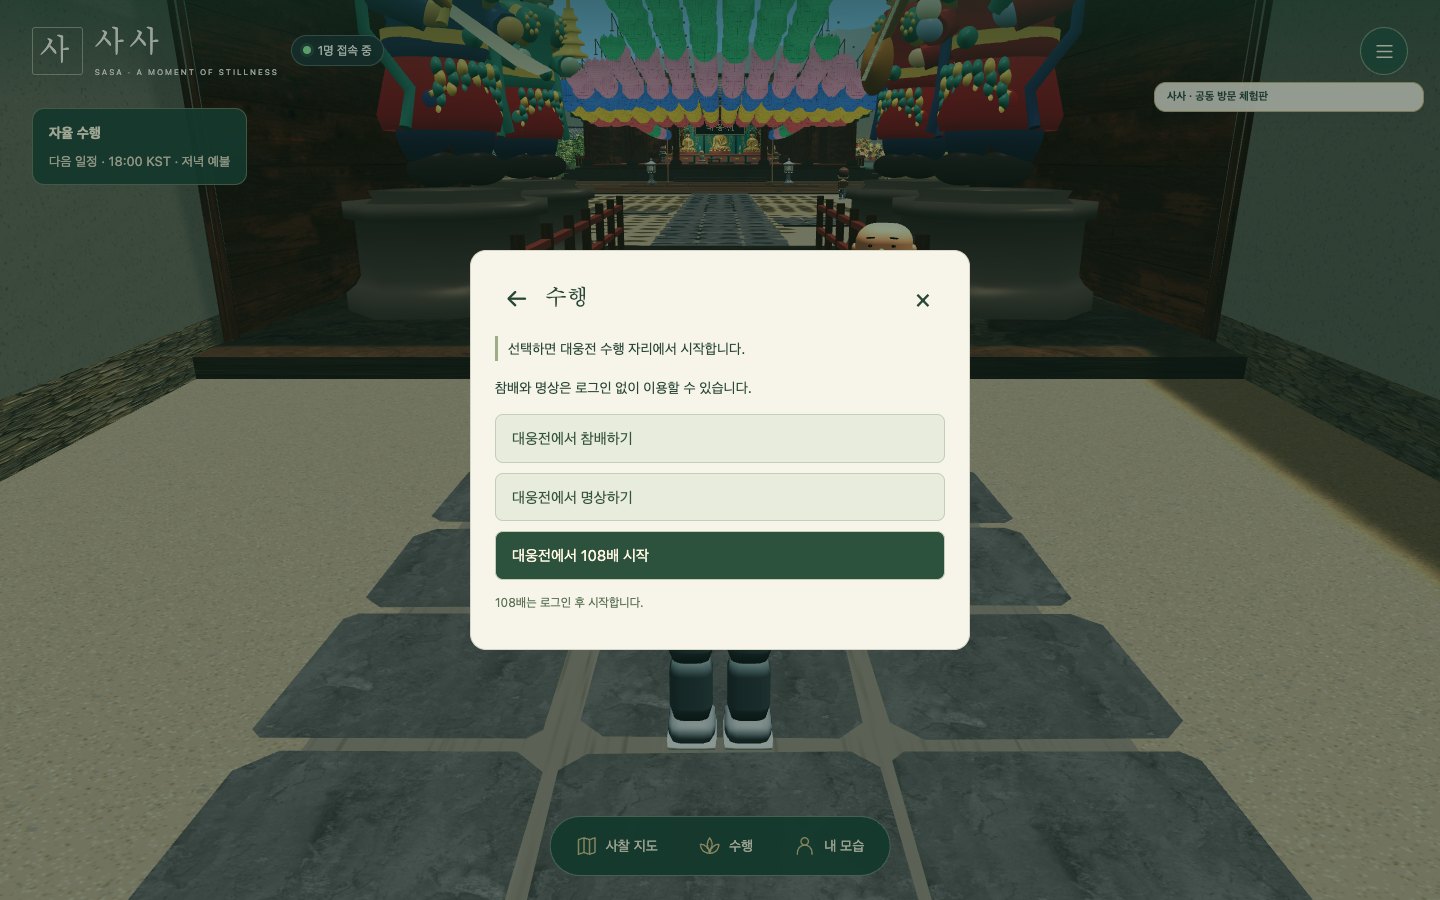 사
사사
SASA · A MOMENT OF STILLNESS
1명 접속 중
사사 · 공동 방문 체험판
자율 수행
다음 일정 · 18:00 KST · 저녁 예불
수행
선택하면 대웅전 수행 자리에서 시작합니다.
참배와 명상은 로그인 없이 이용할 수 있습니다.
대웅전에서 참배하기
대웅전에서 명상하기
대웅전에서 108배 시작
108배는 로그인 후 시작합니다.
사찰 지도
수행
내 모습